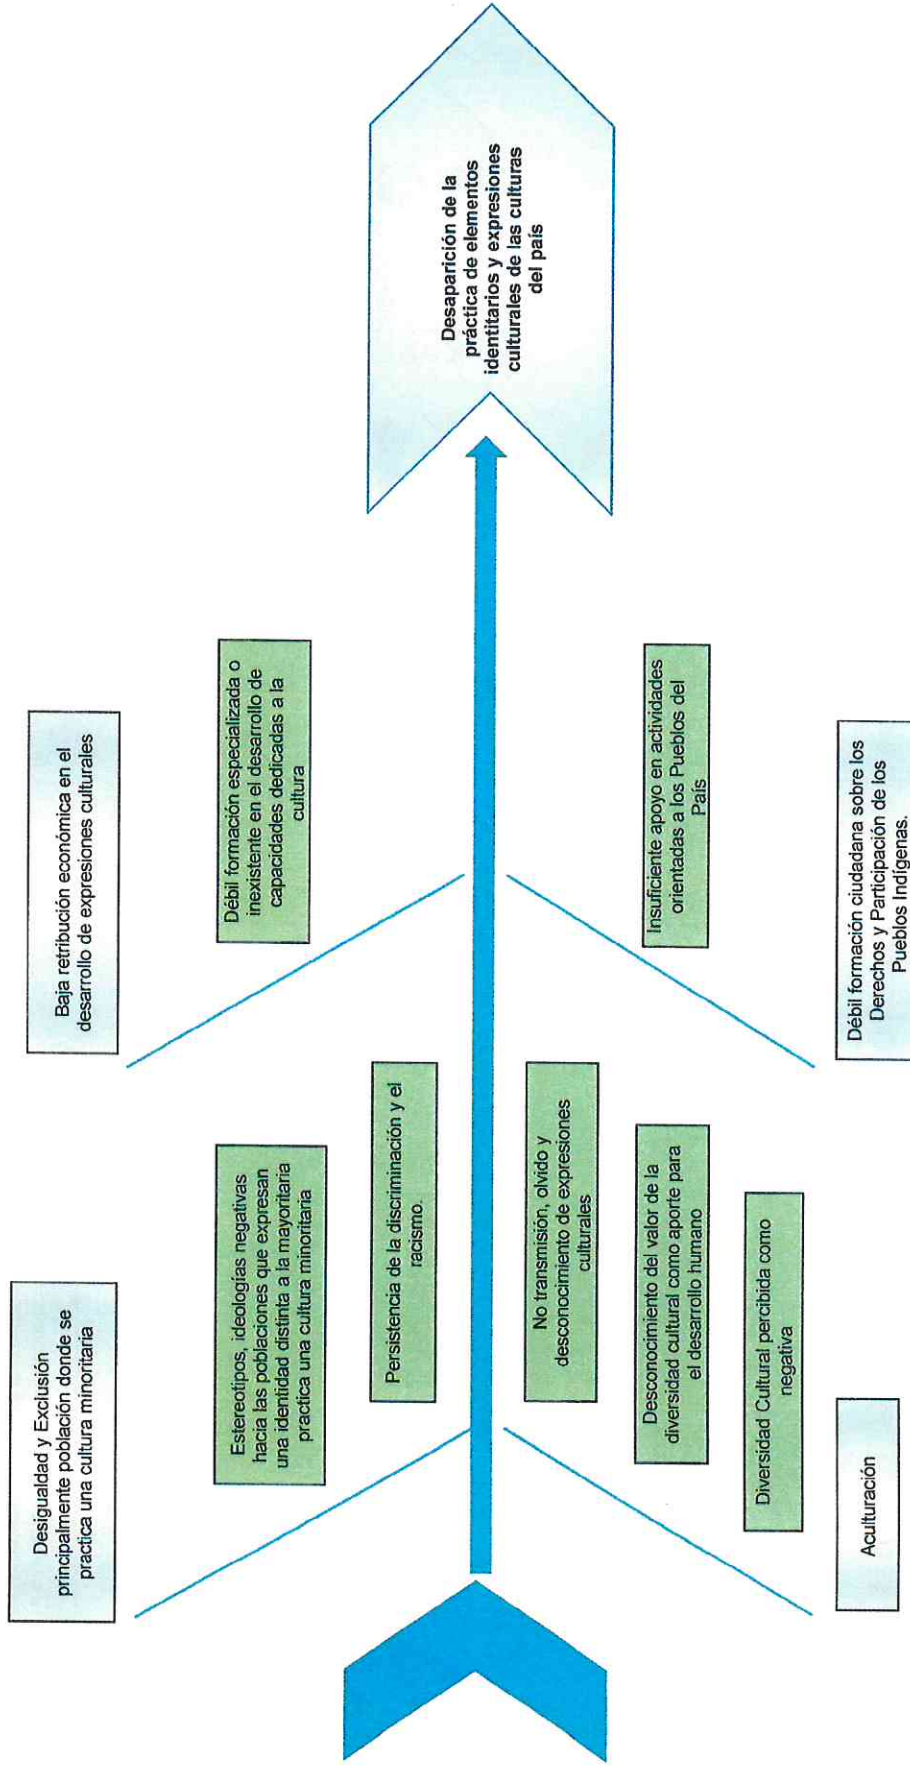 Desigualdad y Exclusión
principalmente población donde se
practica una cultura minoritaria
Baja retribución económica en el
desarrollo de expresiones culturales
Estereotipos, ideologías negativas
hacia las poblaciones que expresan
una identidad distinta a la mayoritaria
practica una cultura minoritaria
Débil formación especializada o
inexistente en el desarrollo de
capacidades dedicadas a la
cultura
Persistencia de la discriminación y el
racismo.
Desaparición de la
práctica de elementos
identitarios y expresiones
culturales de las culturas
del país
No transmisión, olvido y
desconocimiento de expresiones
culturales
Desconocimiento del valor de la
diversidad cultural como aporte para
el desarrollo humano
Insuficiente apoyo en actividades
orientadas a los Pueblos del
País
Diversidad Cultural percibida como
negativa
Aculturación
Débil formación ciudadana sobre los
Derechos y Participación de los
Pueblos Indígenas.